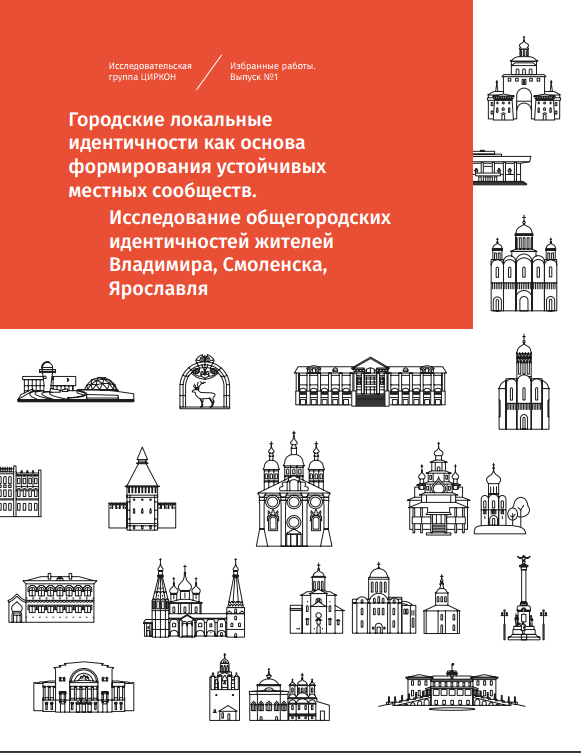 Исследовательская
группа ЦИРКОН
Избранные работы.
Выпуск №1
Городские локальные
идентичности как основа
формирования устойчивых
местных сообществ.
Исследование общегородских
идентичностей жителей
Владимира, Смоленска,
Ярославля